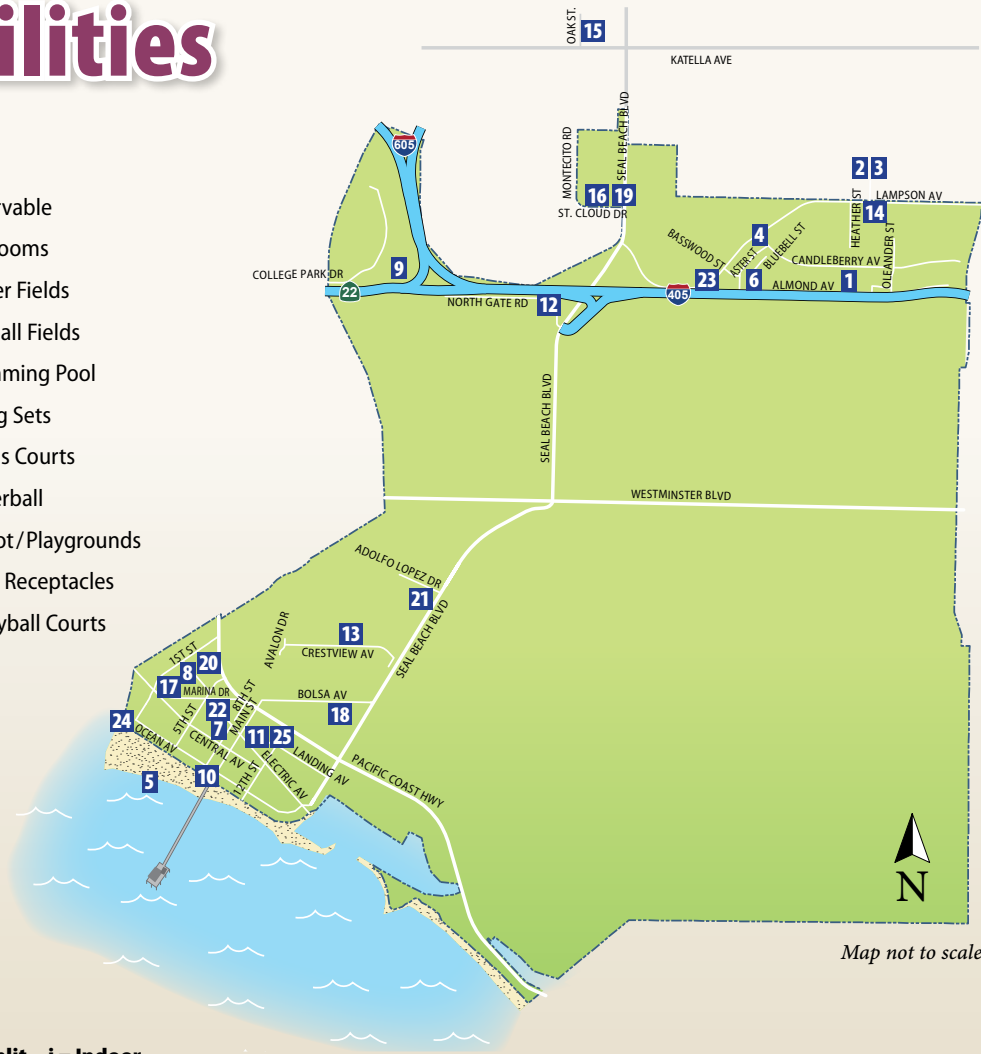 ilities
rvable
ooms
er Fields
all Fields
ming Pool
g Sets
s Courts
erball
ot/Playgrounds
Receptacles
yball Courts
OAK ST.
15
KATELLA AVE
605
MONTECITO RD
SEAL BEACH BLVD
2 3
16 19
ST. CLOUD DR
HEATHER ST
LAMPSON AV
14
4
BASSWOOD ST
ASTER ST.
BLUEBELL ST
OLEANDER ST
CANDLEBERRY AV
COLLEGE PARK DR
9
23
6
ALMOND AV
1
22
405
NORTH GATE RD
12
SEAL BEACH BLVD
WESTMINSTER BLVD
ADOLFO LOPEZ DR
21
AVALON DR
13
CRESTVIEW AV
SEAL BEACH BLVD
1ST ST
20
8
17
MARINA DR
8TH ST
BOLSA AV
22
MAIN ST
18
5TH ST
7
24
OCEAN AV
CENTRAL AV
11 25
LANDING AV
ELECTRIC AV
12TH ST
PACIFIC COAST HWY
5
10
N
Map not to scale
i = Indoor